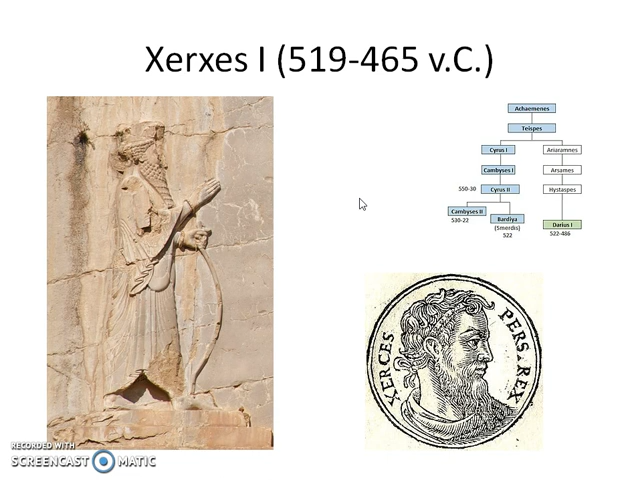 Xerxes I (519-465 v.C.)
Achaemenes
Teispes
Cyrus I
Ariaramnes
Cambyses I
Arsames
550-30
Cyrus II
Hystaspes
Cambyses II
530-22
Bardiya
(Smerdis)
522
Darius I
522-486
XERCES PERS. REX
RECORDED WITH
SCREENCAST MATIC